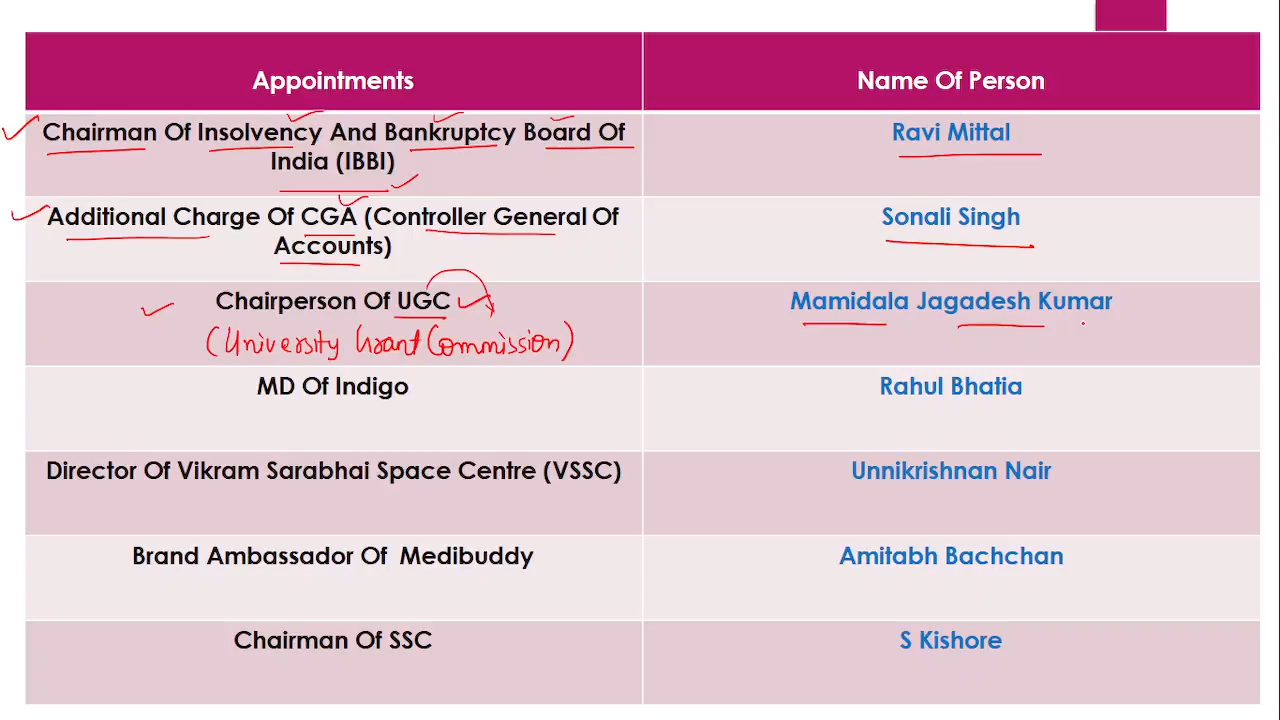 Appointments
Name Of Person
Chairman Of Insolvency And Bankruptcy Board Of
India (IBBI)
Ravi Mittal
Additional Charge Of CGA (Controller General Of
Accounts)
Sonali Singh
Chairperson Of UGC
(University Grant Commission)
Mamidala Jagadesh Kumar
MD Of Indigo
Rahul Bhatia
Director Of Vikram Sarabhai Space Centre (VSSC)
Unnikrishnan Nair
Brand Ambassador Of Medibuddy
Amitabh Bachchan
Chairman Of SSC
S Kishore